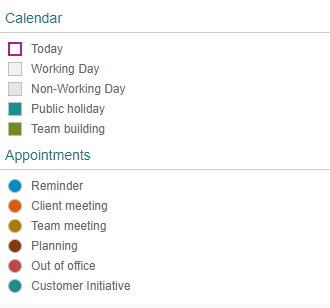 Calendar
Today
Working Day
Non-Working Day
Public holiday
Team building
Appointments
Reminder
Client meeting
Team meeting
Planning
Out of office
Customer Initiative